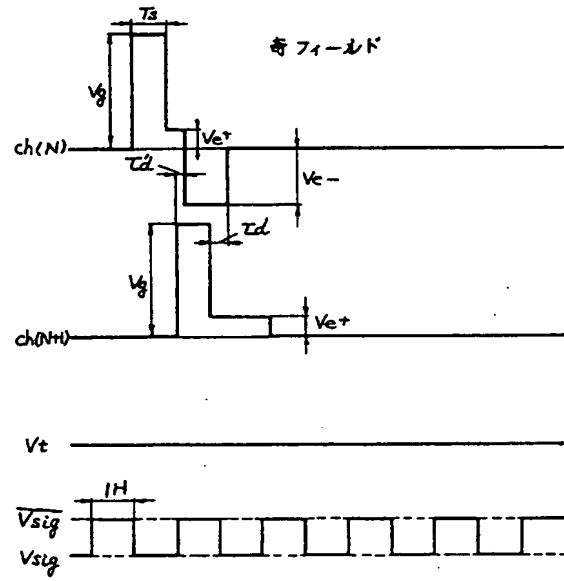 Ts
奇フィールド
Vg
Ve+
ch(N)
τd'
Ve-
τd
Vg
Ve+
ch(N+1)
Vt
1H
V̅s̅i̅g̅
Vsig